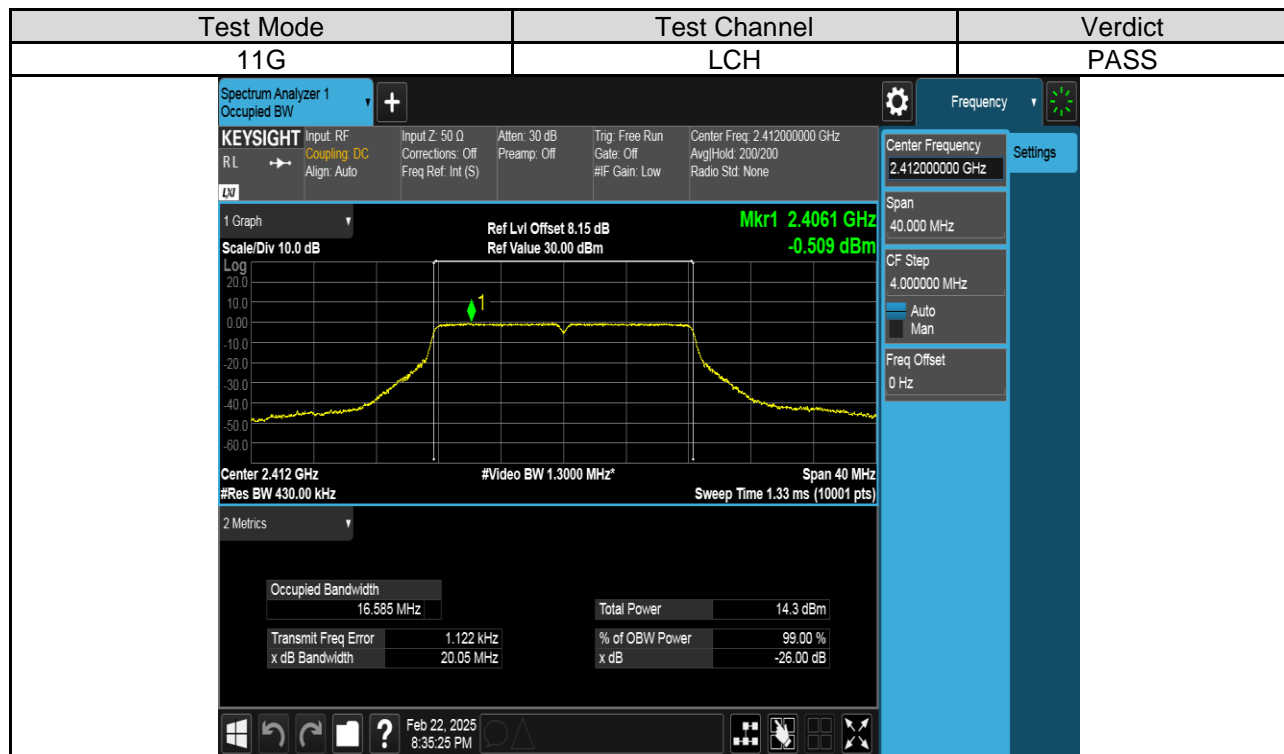 Test Mode Test Channel Verdict
11G LCH PASS
Spectrum Analyzer 1
Occupied BW
Frequency
KEYSIGHT Input: RF Input Z: 50 Ω Atten: 30 dB Trig: Free Run Center Freq: 2.412000000 GHz
R L Coupling: DC Corrections: Off Preamp: Off Gate: Off Avg|Hold: 200/200
Align: Auto Freq Ref: Int (S) #IF Gain: Low Radio Std: None
LXI
Center Frequency
2.412000000 GHz
Settings
Span
40.000 MHz
CF Step
4.000000 MHz
Auto
Man
Freq Offset
0 Hz
1 Graph
Ref Lvl Offset 8.15 dB Mkr1 2.4061 GHz
Scale/Div 10.0 dB Ref Value 30.00 dBm -0.509 dBm
Log
20.0
10.0
1
0.00
-10.0
-20.0
-30.0
-40.0
-50.0
-60.0
Center 2.412 GHz #Video BW 1.3000 MHz* Span 40 MHz
#Res BW 430.00 kHz Sweep Time 1.33 ms (10001 pts)
2 Metrics
Occupied Bandwidth
16.585 MHz Total Power 14.3 dBm
Transmit Freq Error 1.122 kHz % of OBW Power 99.00 %
x dB Bandwidth 20.05 MHz x dB -26.00 dB
Feb 22, 2025
8:35:25 PM